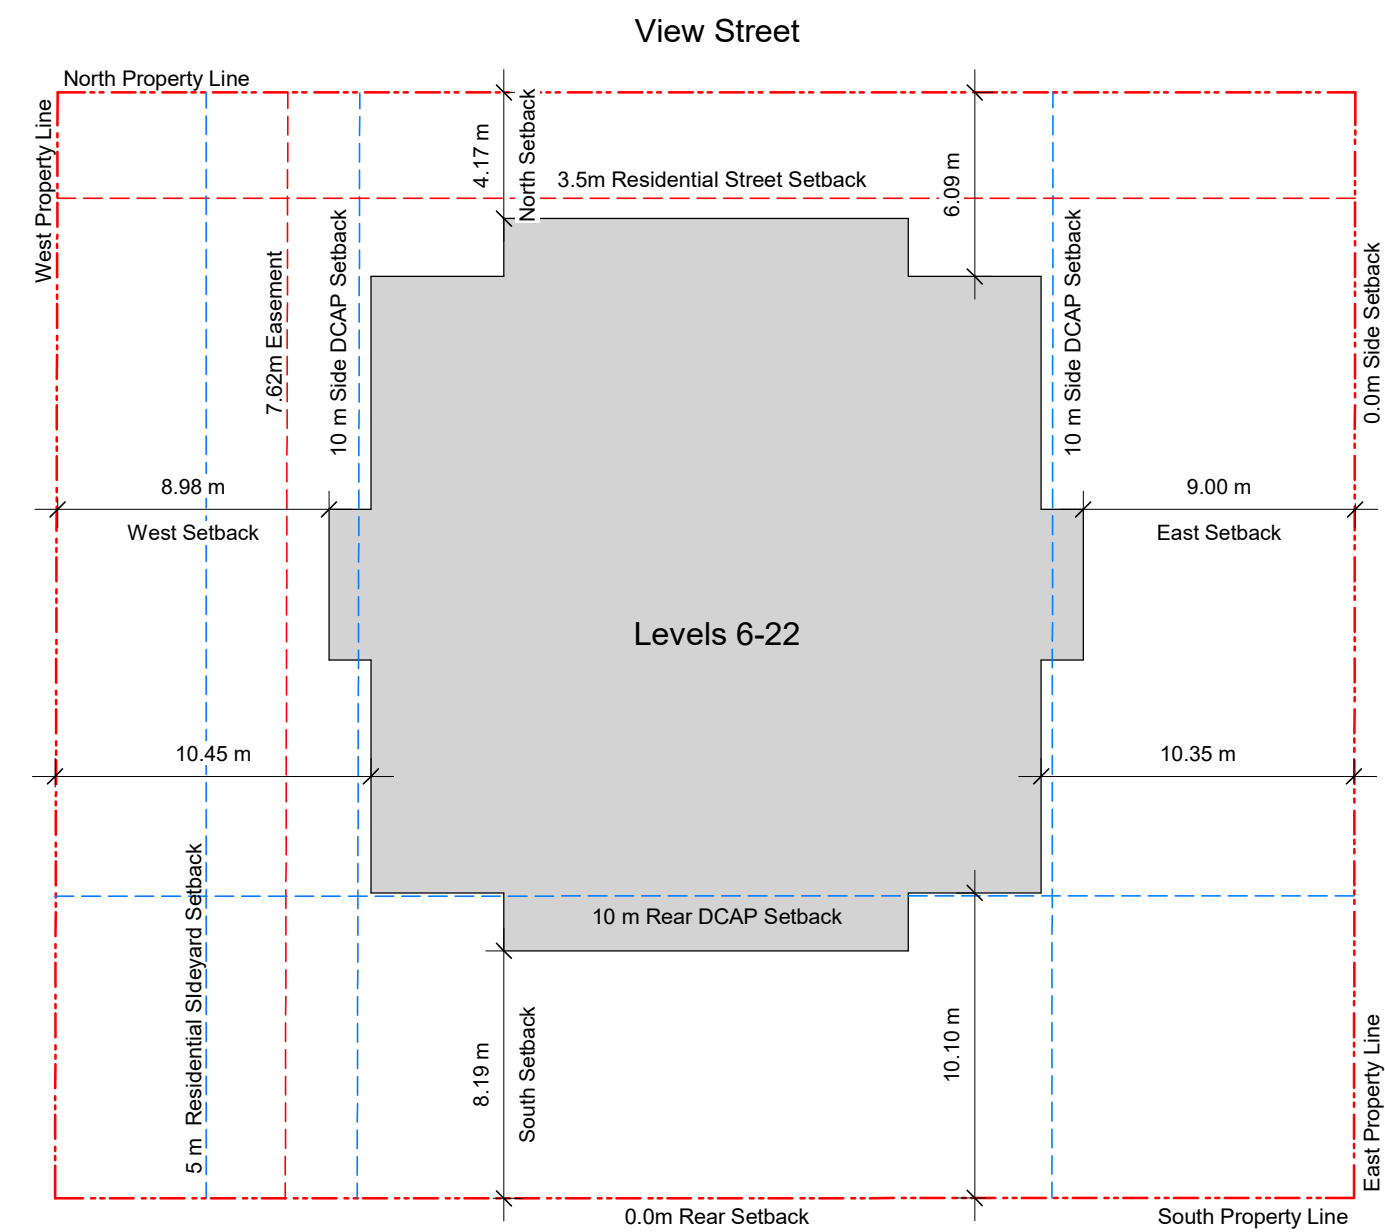 View Street
North Property Line
West Property Line
4.17 m
North Setback
3.5m Residential Street Setback
6.09 m
7.62m Easement
10 m Side DCAP Setback
10 m Side DCAP Setback
0.0m Side Setback
8.98 m
West Setback
9.00 m
East Setback
Levels 6-22
10.45 m
10.35 m
5 m  Residential SIdeyard Setback
10 m Rear DCAP Setback
8.19 m
South Setback
10.10 m
East Property Line
0.0m Rear Setback
South Property Line